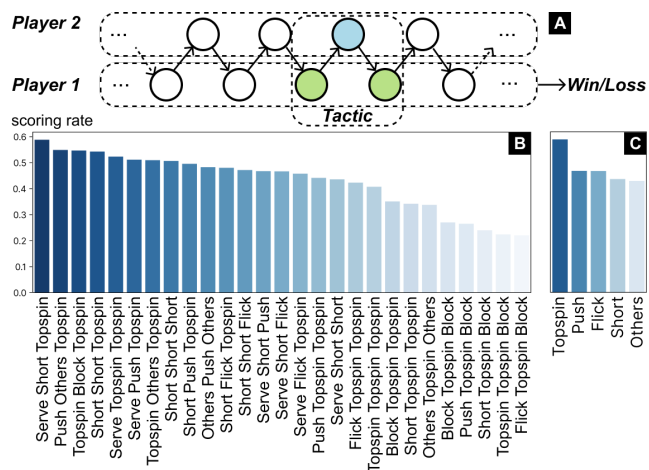 Player 2 ... ... A
Player 1 ... ... Win/Loss
Tactic
scoring rate
B
C
0.6
0.5
0.4
0.3
0.2
0.1
0.0
Serve Short Topspin
Push Others Topspin
Topspin Block Topspin
Short Short Topspin
Serve Topspin Topspin
Serve Push Topspin
Topspin Others Topspin
Short Short Short
Short Push Topspin
Others Push Others
Short Flick Topspin
Short Short Flick
Serve Short Push
Serve Short Flick
Serve Flick Topspin
Push Topspin Topspin
Serve Short Short
Flick Topspin Topspin
Topspin Topspin Topspin
Block Topspin Topspin
Short Topspin Topspin
Others Topspin Others
Block Topspin Block
Push Topspin Block
Short Topspin Block
Topspin Topspin Block
Flick Topspin Block
Topspin
Push
Flick
Short
Others